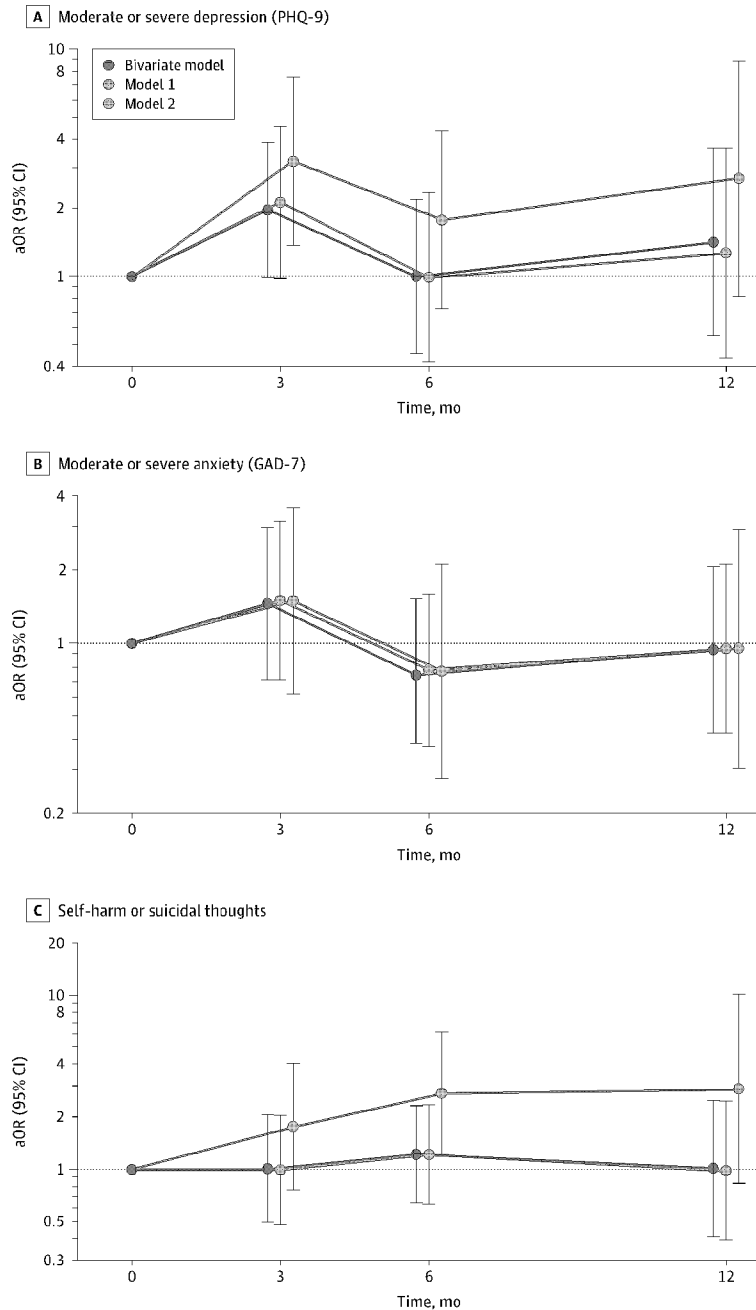 A Moderate or severe depression (PHQ-9)
10
8
4
2
1
0.4
aOR (95% CI)
Bivariate model
Model 1
Model 2
0 3 6 12
Time, mo
B Moderate or severe anxiety (GAD-7)
4
2
1
0.2
aOR (95% CI)
0 3 6 12
Time, mo
C Self-harm or suicidal thoughts
20
10
8
4
2
1
0.5
0.3
aOR (95% CI)
0 3 6 12
Time, mo